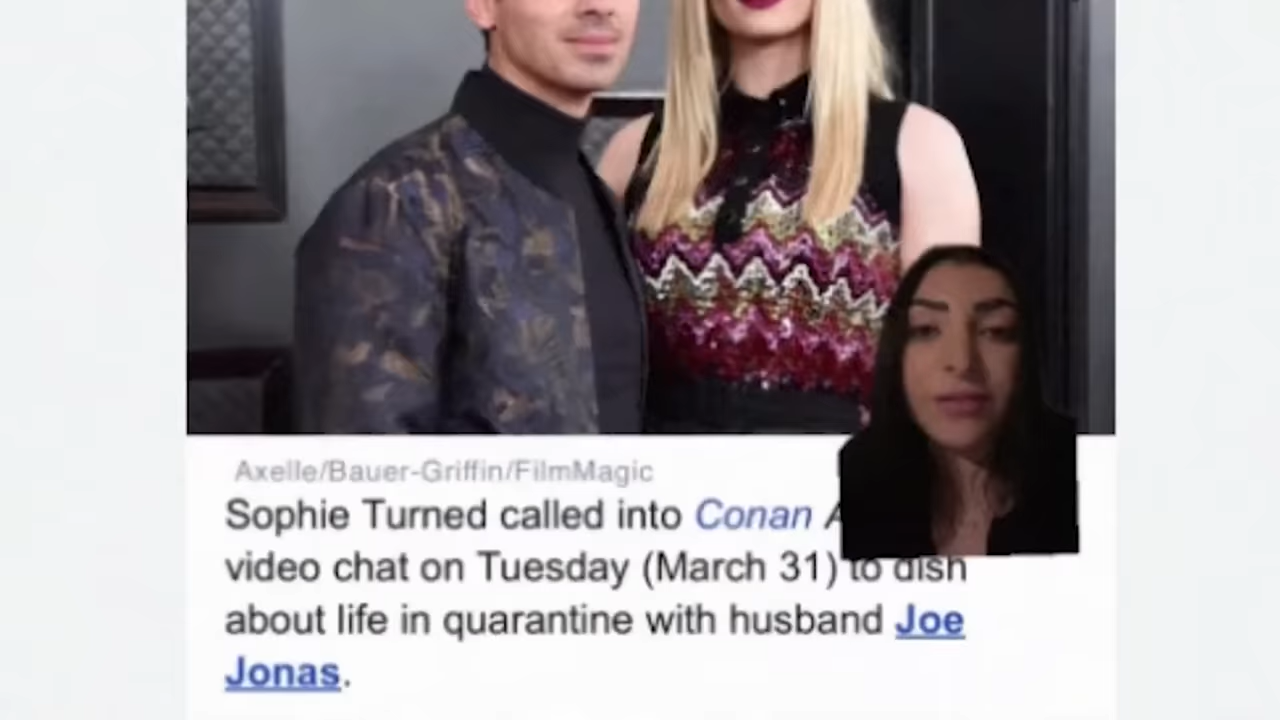 Axelle/Bauer-Griffin/FilmMagic
Sophie Turned called into Conan
video chat on Tuesday (March 31) to dish
about life in quarantine with husband Joe
Jonas.